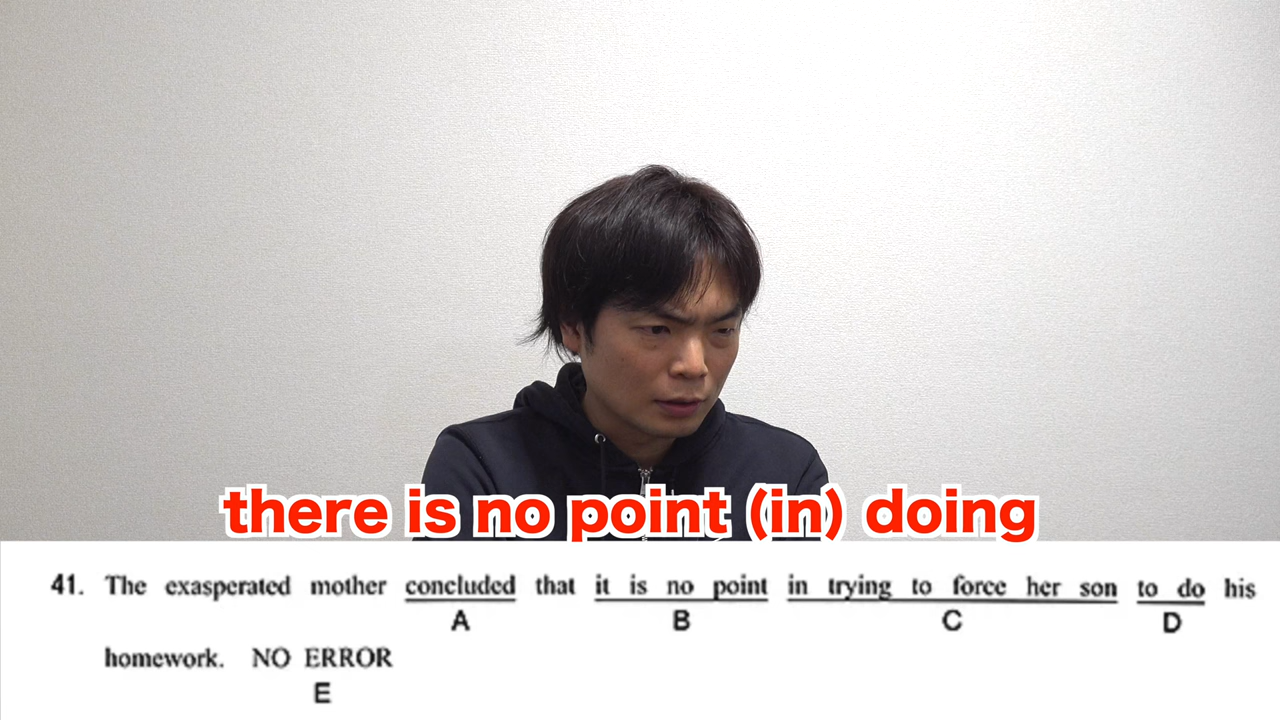 there is no point (in) doing
41. The exasperated mother concluded that it is no point in trying to force her son to do his
A B C D
homework. NO ERROR
E